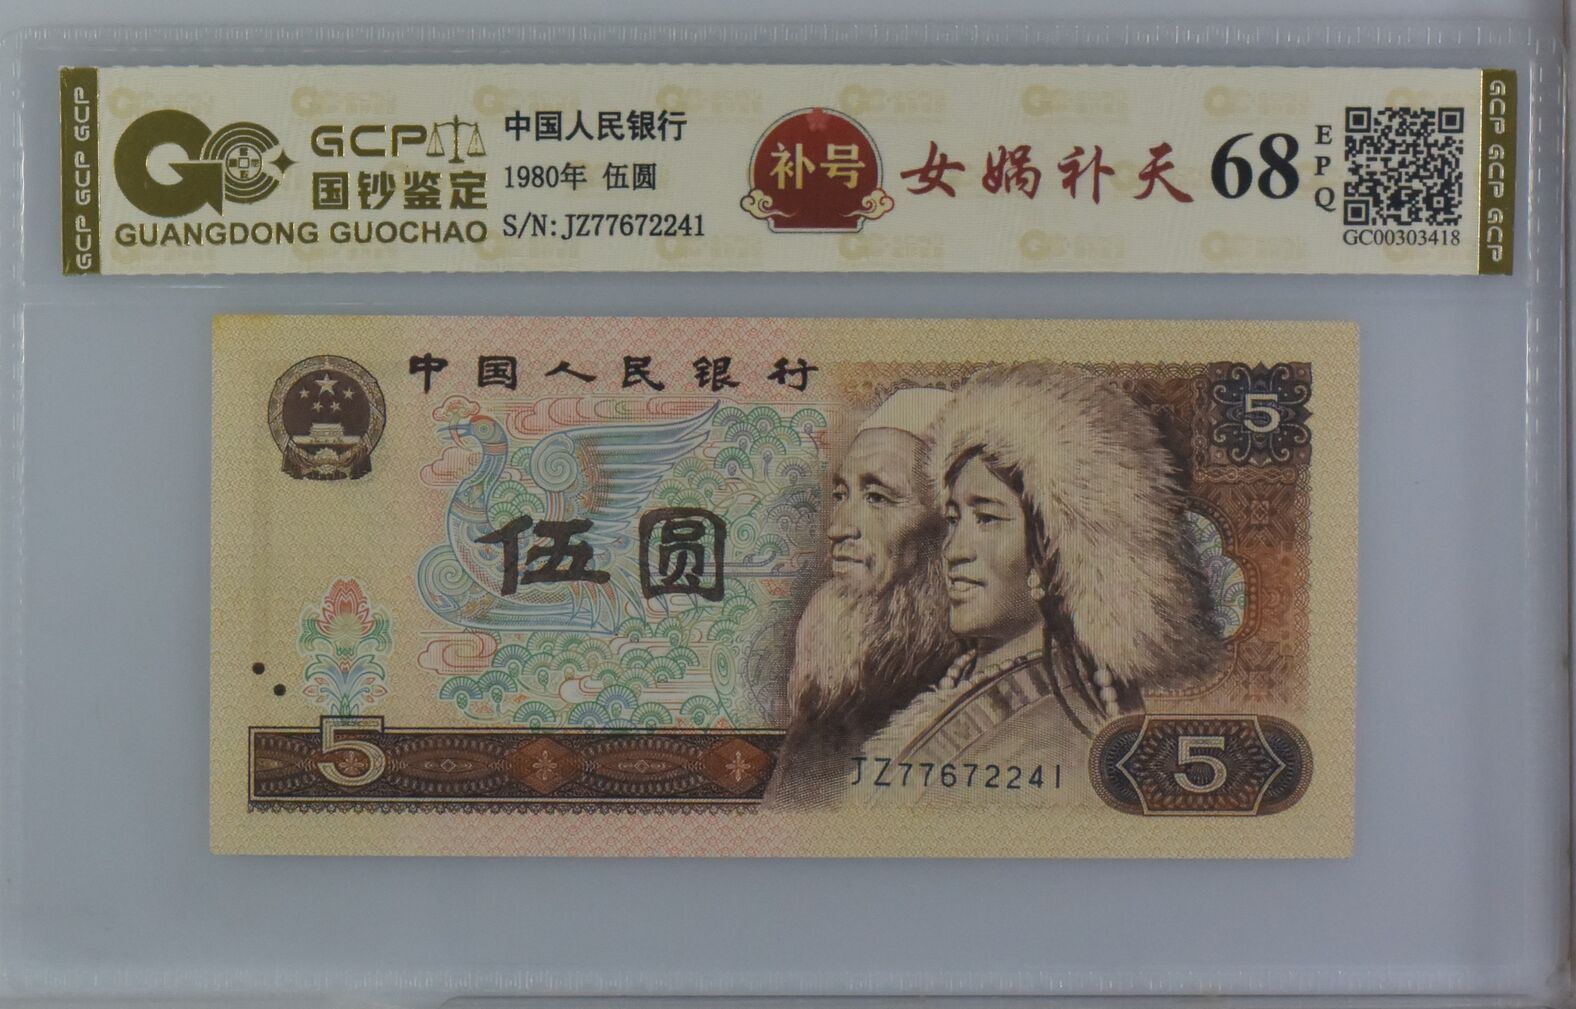 GCP GCP GCP
GCP
国钞鉴定
GUANGDONG GUOCHAO
中国人民银行
1980年 伍圆
S/N: JZ77672241
补号
女娲补天
68
EPQ
GC00303418
GCP GCP GCP
中国人民银行
5
伍圆
5
JZ77672241
5